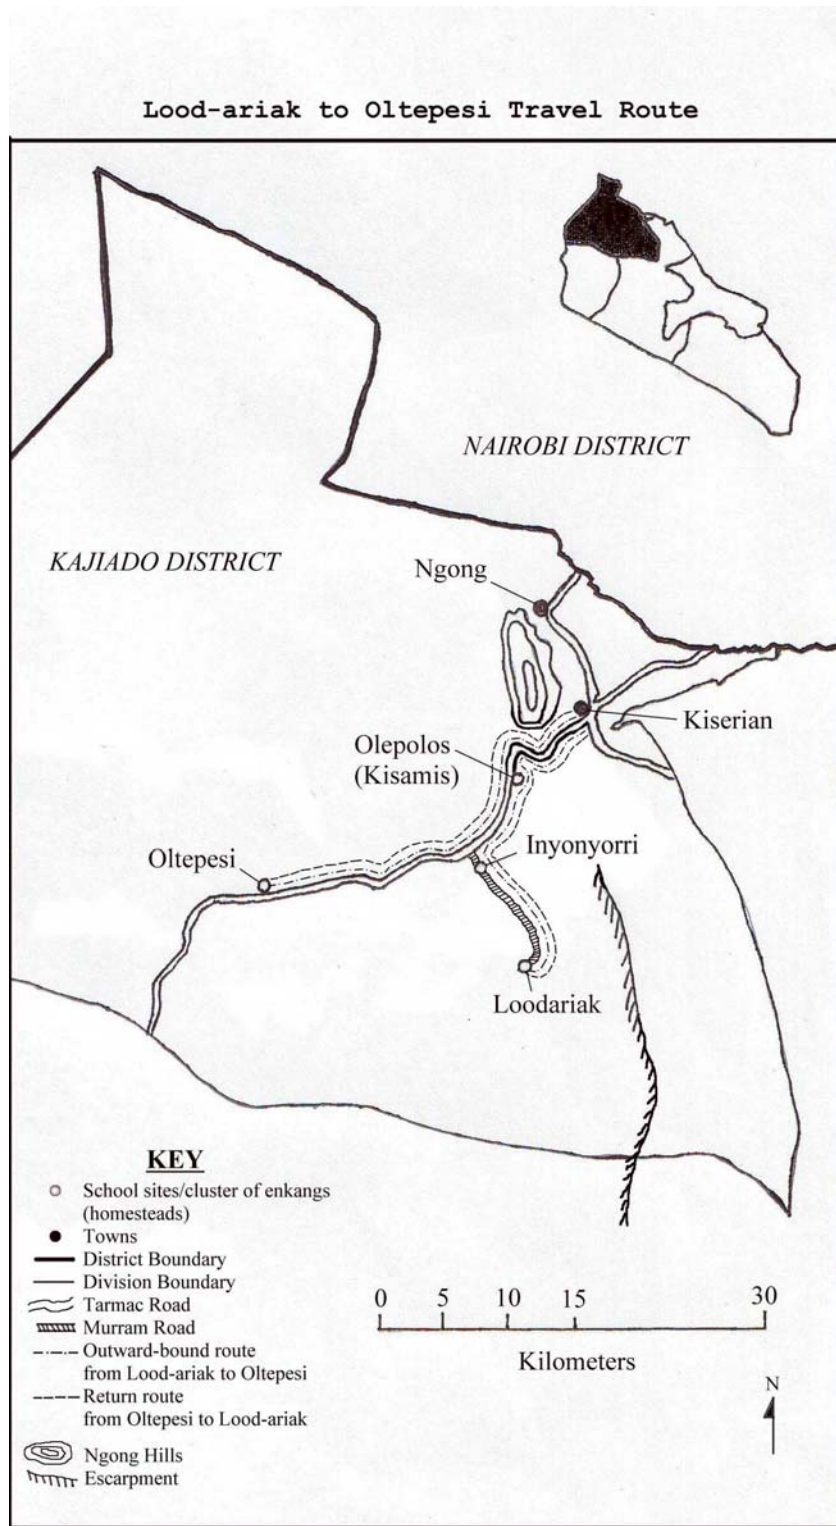 Lood-ariak to Oltepesi Travel Route
NAIROBI DISTRICT
KAJIADO DISTRICT
Ngong
Kiserian
Olepolos
(Kisamis)
Inyonyorri
Oltepesi
Loodariak
KEY
School sites/cluster of enkangs
(homesteads)
Towns
District Boundary
Division Boundary
Tarmac Road
Murram Road
Outward-bound route
from Lood-ariak to Oltepesi
Return route
from Oltepesi to Lood-ariak
Ngong Hills
Escarpment
0 5 10 15 30
Kilometers
N